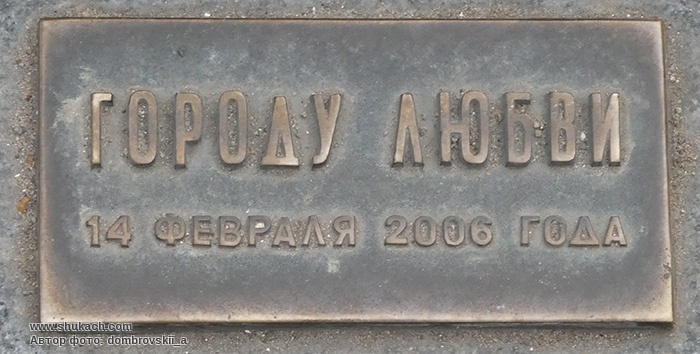 ГОРОДУ ЛЮБВИ
14 ФЕВРАЛЯ 2006 ГОДА
www.shukach.com
Автор фото: dombrovskii_a